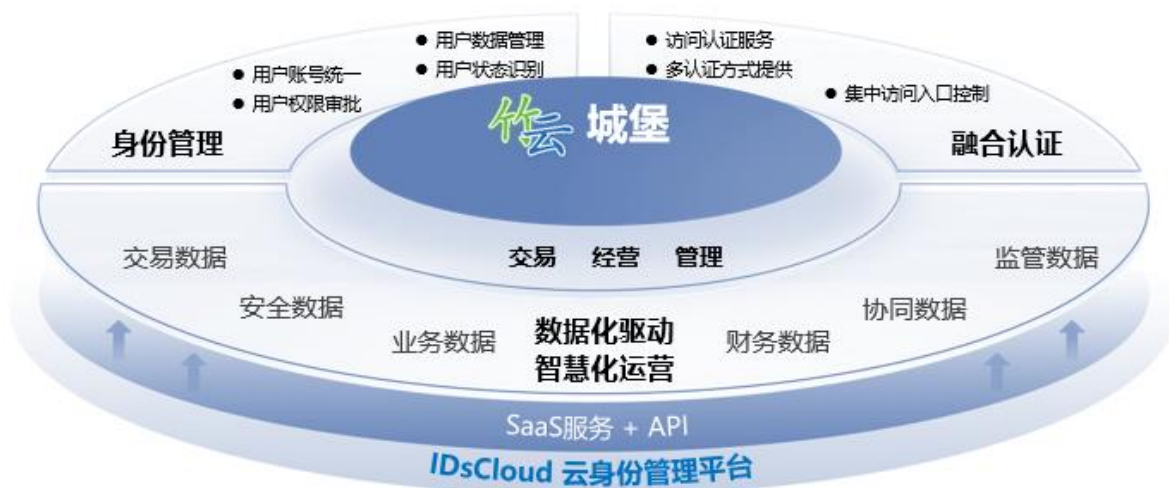 ● 用户数据管理
● 用户状态识别
● 用户账号统一
● 用户权限审批
身份管理
● 访问认证服务
● 多认证方式提供
● 集中访问入口控制
融合认证
竹云 城堡
交易 经营 管理
交易数据
安全数据
业务数据
数据化驱动
智慧化运营
财务数据
协同数据
监管数据
SaaS服务 + API
IDsCloud 云身份管理平台